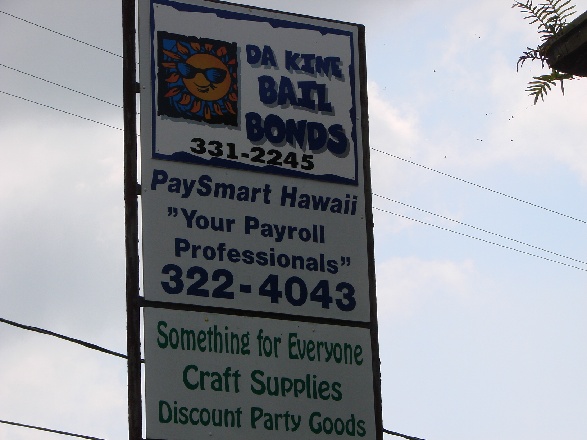 DA KINE
BAIL
BONDS
331-2245
PaySmart Hawaii
"Your Payroll
Professionals"
322-4043
Something for Everyone
Craft Supplies
Discount Party Goods